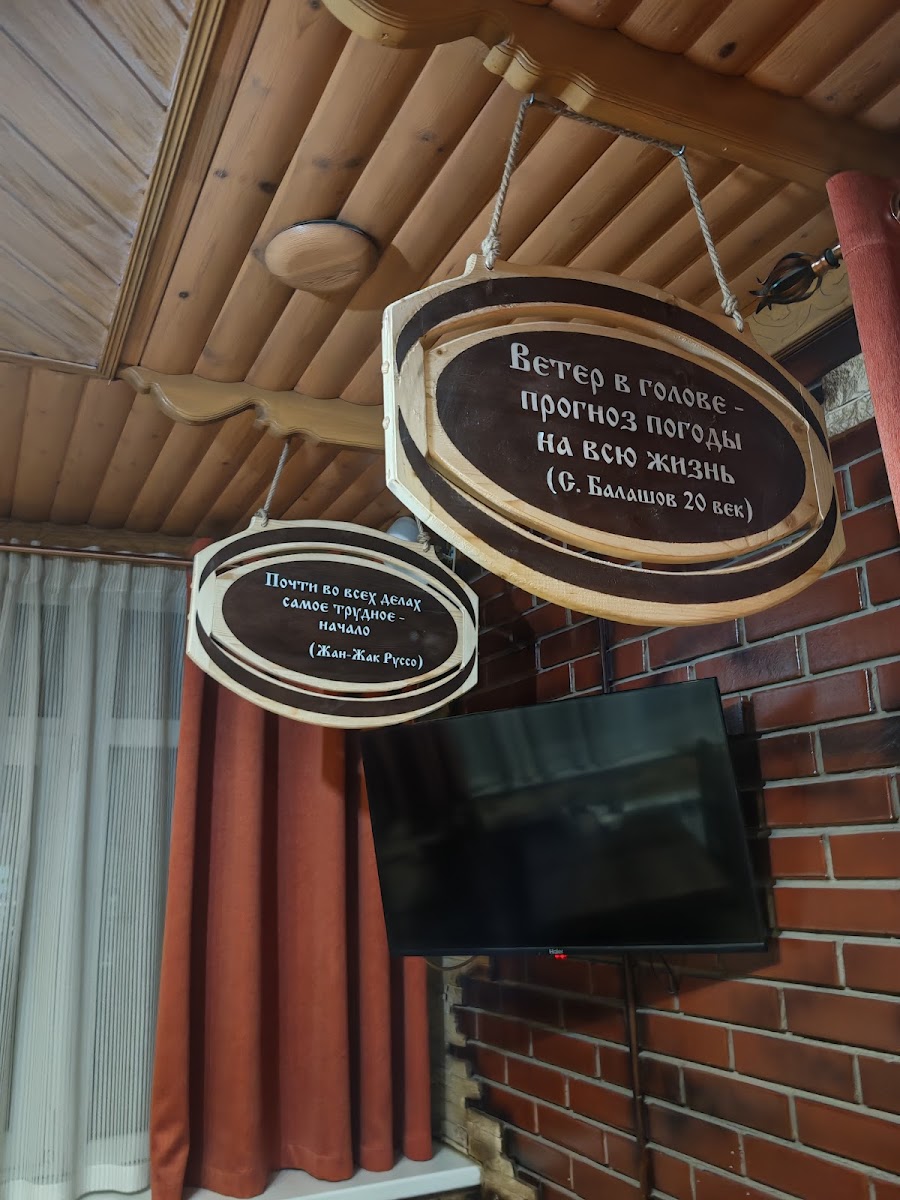 Ветер в голове -
прогноз погоды
на всю жизнь
(С. Балашов 20 век)
Почти во всех делах
самое трудное -
начало
(Жан-Жак Руссо)
Haier